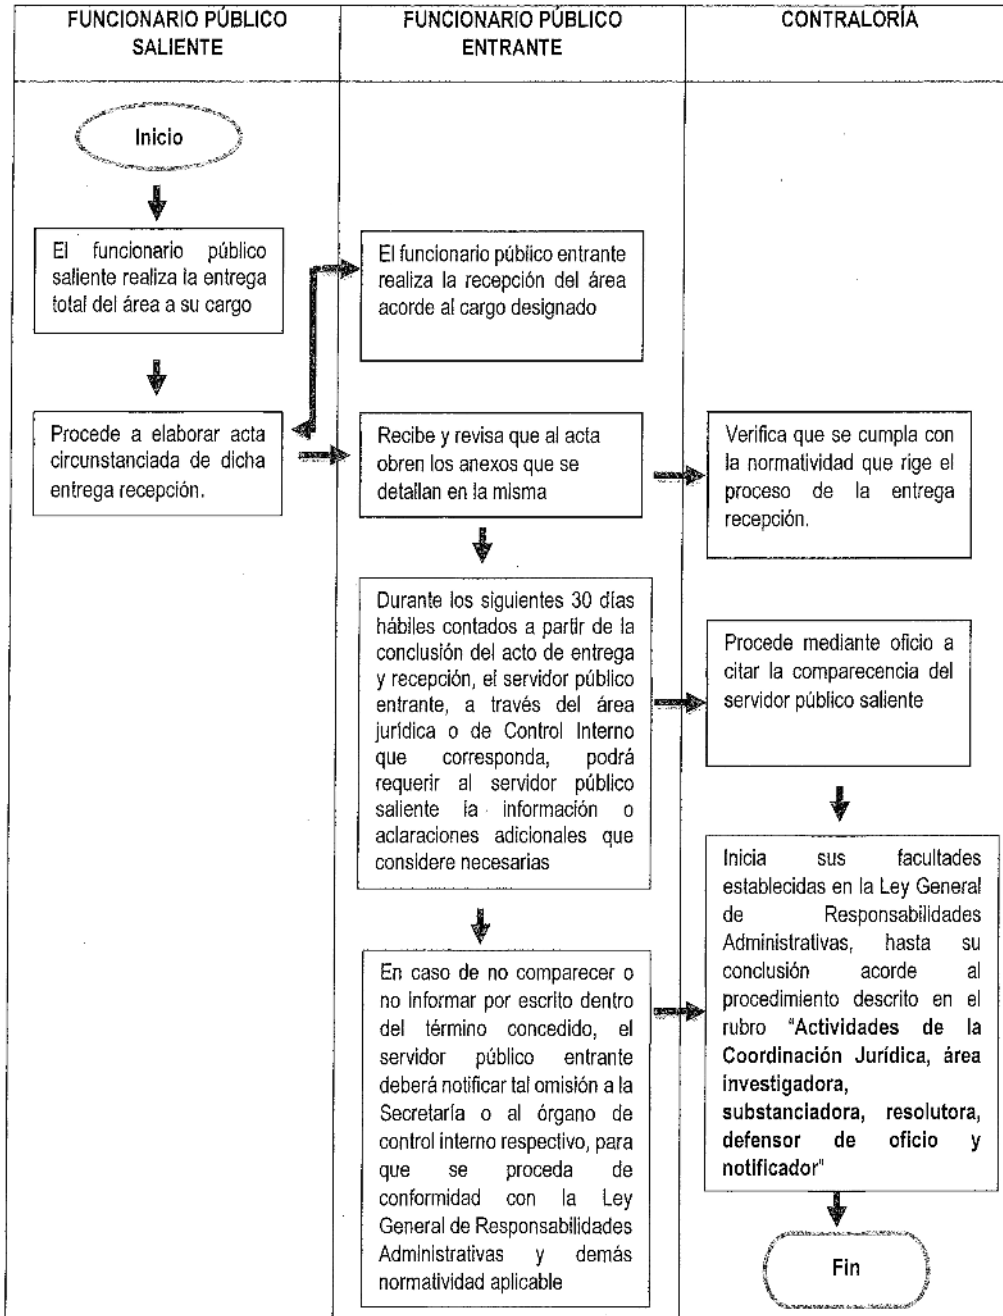 FUNCIONARIO PÚBLICO
SALIENTE
FUNCIONARIO PÚBLICO
ENTRANTE
CONTRALORÍA
Inicio
El funcionario público
saliente realiza la entrega
total del área a su cargo
El funcionario público entrante
realiza la recepción del área
acorde al cargo designado
Procede a elaborar acta
circunstanciada de dicha
entrega recepción.
Recibe y revisa que al acta
obren los anexos que se
detallan en la misma
Verifica que se cumpla con
la normatividad que rige el
proceso de la entrega
recepción.
Durante los siguientes 30 días
hábiles contados a partir de la
conclusión del acto de entrega
y recepción, el servidor público
entrante, a través del área
jurídica o de Control Interno
que corresponda, podrá
requerir al servidor público
saliente la información o
aclaraciones adicionales que
considere necesarias
Procede mediante oficio a
citar la comparecencia del
servidor público saliente
En caso de no comparecer o
no informar por escrito dentro
del término concedido, el
servidor público entrante
deberá notificar tal omisión a la
Secretaría o al órgano de
control interno respectivo, para
que se proceda de
conformidad con la Ley
General de Responsabilidades
Administrativas y demás
normatividad aplicable
Inicia sus facultades
establecidas en la Ley General
de Responsabilidades
Administrativas, hasta su
conclusión acorde al
procedimiento descrito en el
rubro "Actividades de la
Coordinación Jurídica, área
investigadora,
substanciadora, resolutora,
defensor de oficio y
notificador"
Fin